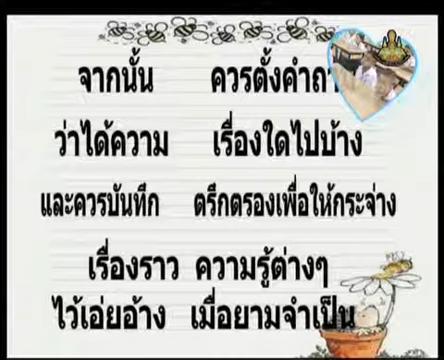 จากนั้น ควรตั้งคำถา
ว่าได้ความ เรื่องใดไปบ้าง
และควรบันทึก ตรึกตรองเพื่อให้กระจ่าง
เรื่องราว ความรู้ต่างๆ
ไว้เอ่ยอ้าง เมื่อยามจำเป็น